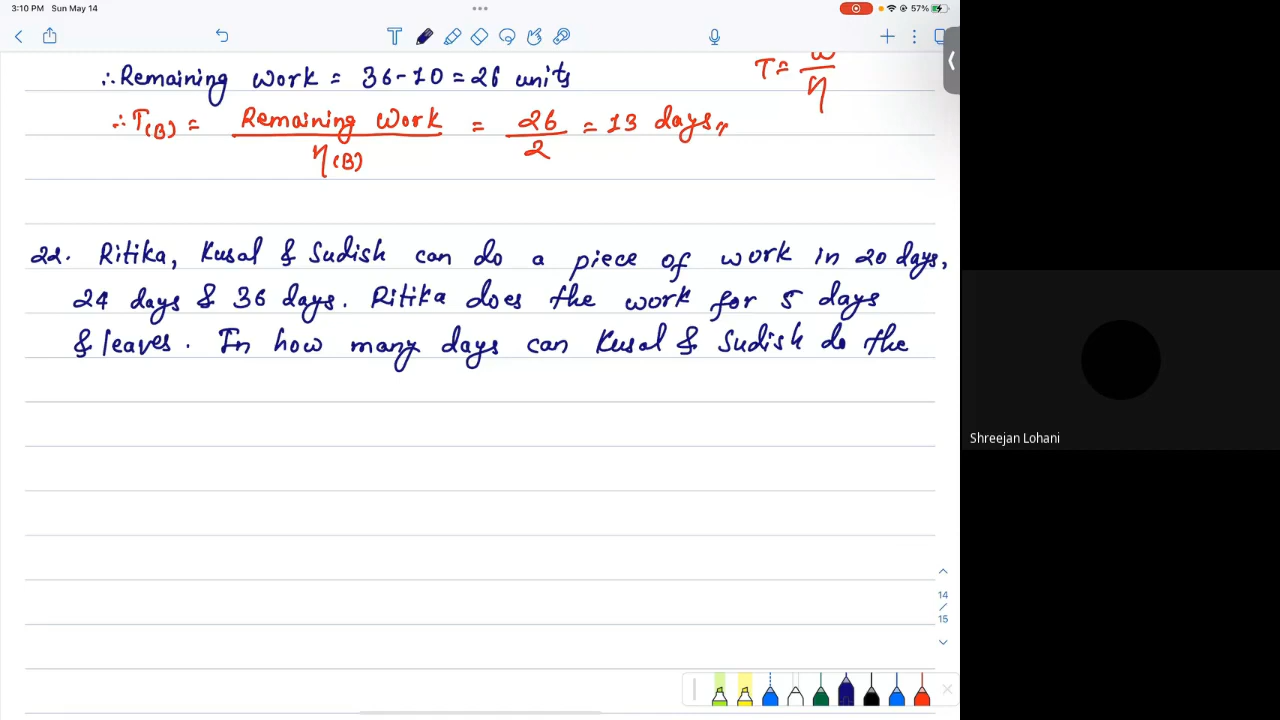 3:10 PM Sun May 14
57%
∴Remaining work = 36-10 = 26 units
T = w/η
∴T(B) = Remaining Work/η(B) = 26/2 = 13 days,,
22. Ritika, Kusal & Sudish can do a piece of work in 20 days,
24 days & 36 days. Ritika does the work for 5 days
& leaves. In how many days can Kusal & Sudish do the
Shreejan Lohani
14
/
15